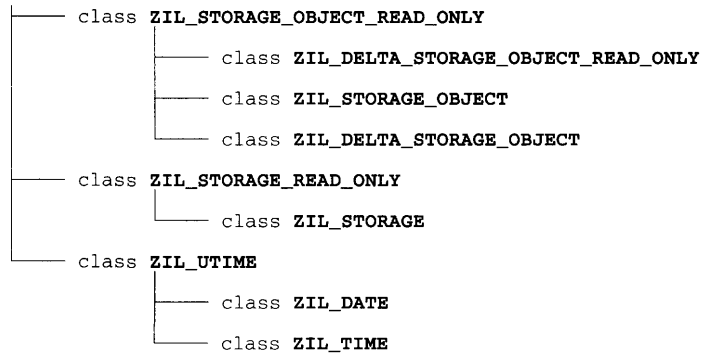 class ZIL_STORAGE_OBJECT_READ_ONLY
class ZIL_DELTA_STORAGE_OBJECT_READ_ONLY
class ZIL_STORAGE_OBJECT
class ZIL_DELTA_STORAGE_OBJECT
class ZIL_STORAGE_READ_ONLY
class ZIL_STORAGE
class ZIL_UTIME
class ZIL_DATE
class ZIL_TIME